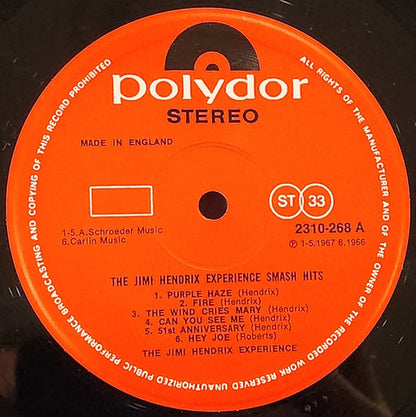 polydor
STEREO
MADE IN ENGLAND
ST 33
1-5.A.Schroeder Music
6.Carlin Music
2310-268 A
℗ 1-5.1967 6.1966
THE JIMI HENDRIX EXPERIENCE SMASH HITS
1. PURPLE HAZE (Hendrix)
2. FIRE (Hendrix)
3. THE WIND CRIES MARY (Hendrix)
4. CAN YOU SEE ME (Hendrix)
5. 51st ANNIVERSARY (Hendrix)
6. HEY JOE (Roberts)
THE JIMI HENDRIX EXPERIENCE
ALL RIGHTS OF THE MANUFACTURER AND OF THE OWNER OF THE RECORDED WORK RESERVED UNAUTHORIZED PUBLIC PERFORMANCE BROADCASTING AND COPYING OF THIS RECORD PROHIBITED